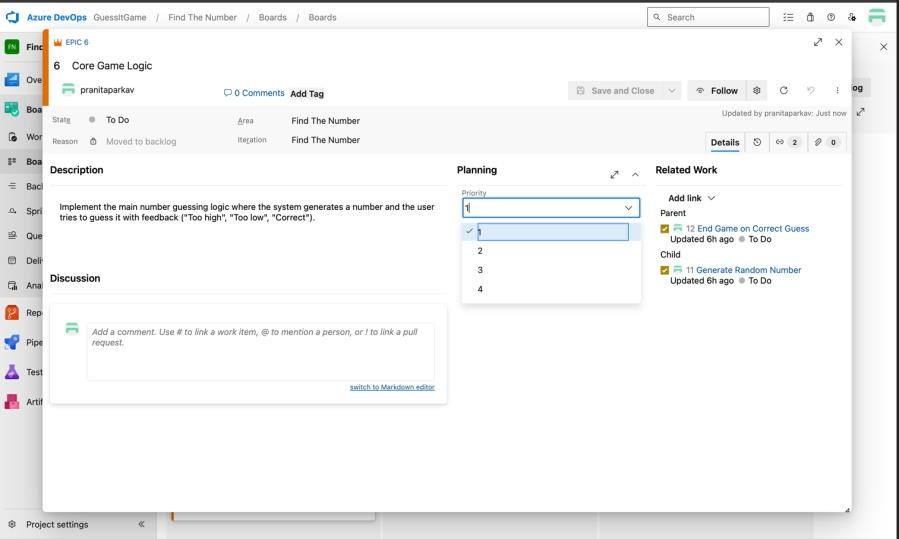 Azure DevOps GuessItGame / Find The Number / Boards / Boards
Search
FN Find
EPIC 6
6 Core Game Logic
pranitaparkav
0 Comments Add Tag
Save and Close
Follow
Updated by pranitaparkav: Just now
State To Do
Area Find The Number
Reason Moved to backlog
Iteration Find The Number
Details 2 0
Ove
Boa
Wor
Boa
Back
Spri
Que
Deli
Anal
Rep
Pipe
Test
Artif
Project settings
og
Description
Implement the main number guessing logic where the system generates a number and the user
tries to guess it with feedback ("Too high", "Too low", "Correct").
Discussion
Add a comment. Use # to link a work item, @ to mention a person, or ! to link a pull
request.
switch to Markdown editor
Planning
Priority
1
1
2
3
4
Related Work
Add link
Parent
12 End Game on Correct Guess
Updated 6h ago To Do
Child
11 Generate Random Number
Updated 6h ago To Do